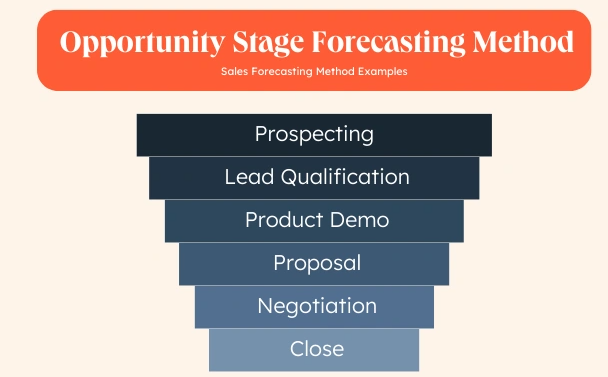 Opportunity Stage Forecasting Method
Sales Forecasting Method Examples
Prospecting
Lead Qualification
Product Demo
Proposal
Negotiation
Close